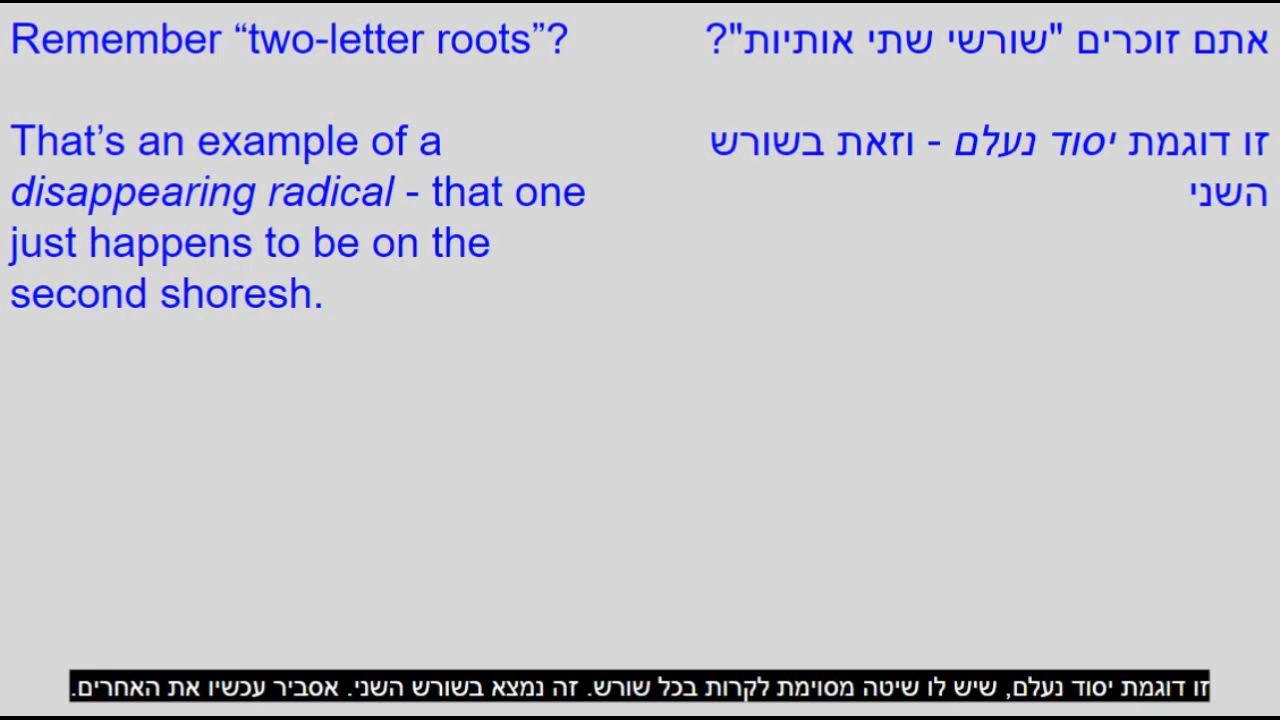 Remember “two-letter roots”?
That’s an example of a
disappearing radical - that one
just happens to be on the
second shoresh.
אתם זוכרים "שורשי שתי אותיות"?
זו דוגמת יסוד נעלם - וזאת בשורש
השני
זו דוגמת יסוד נעלם, שיש לו שיטה מסוימת לקרות בכל שורש. זה נמצא בשורש השני. אסביר עכשיו את האחרים.